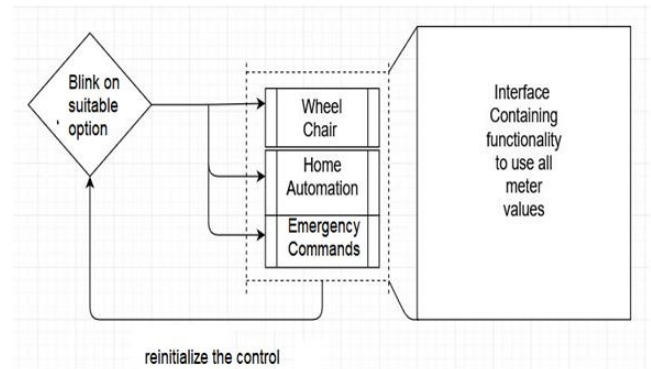 Blink on
suitable
option
Wheel
Chair
Home
Automation
Emergency
Commands
Interface
Containing
functionality
to use all
meter
values
reinitialize the control